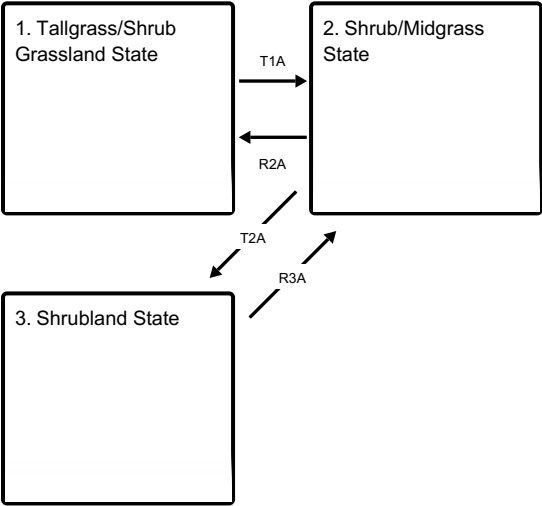 1. Tallgrass/Shrub
Grassland State
2. Shrub/Midgrass
State
T1A
R2A
T2A
R3A
3. Shrubland State